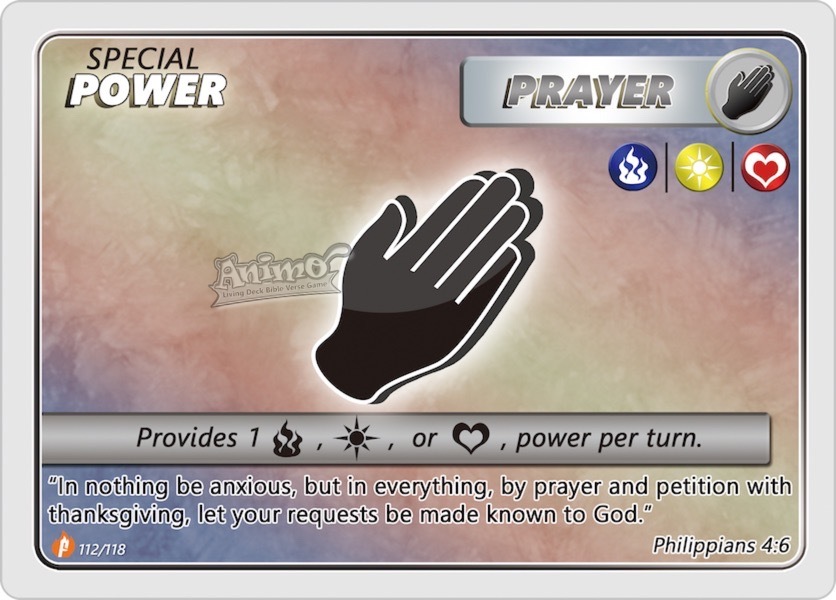 SPECIAL
POWER
PRAYER
Animo
Living Deck Bible Verse Game
Provides 1 , , or , power per turn.
“In nothing be anxious, but in everything, by prayer and petition with
thanksgiving, let your requests be made known to God.”
112/118
Philippians 4:6